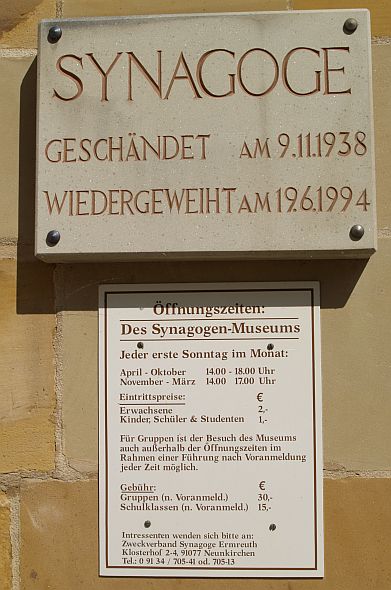 SYNAGOGE
GESCHÄNDET AM 9.11.1938
WIEDERGEWEIHT AM 19.6.1994
Öffnungszeiten:
Des Synagogen-Museums
Jeder erste Sonntag im Monat:
April - Oktober 14.00 - 18.00 Uhr
November - März 14.00 17.00 Uhr
Eintrittspreise: €
Erwachsene 2,-
Kinder, Schüler & Studenten 1,-
Für Gruppen ist der Besuch des Museums
auch außerhalb der Öffnungszeiten im
Rahmen einer Führung nach Voranmeldung
jeder Zeit möglich.
Gebühr: €
Gruppen (n. Voranmeld.) 30,-
Schulklassen (n. Voranmeld.) 15,-
Intressenten wenden sich bitte an:
Zweckverband Synagoge Ermreuth
Klosterhof 2-4, 91077 Neunkirchen
Tel.: 0 91 34 / 705-41 od. 705-13